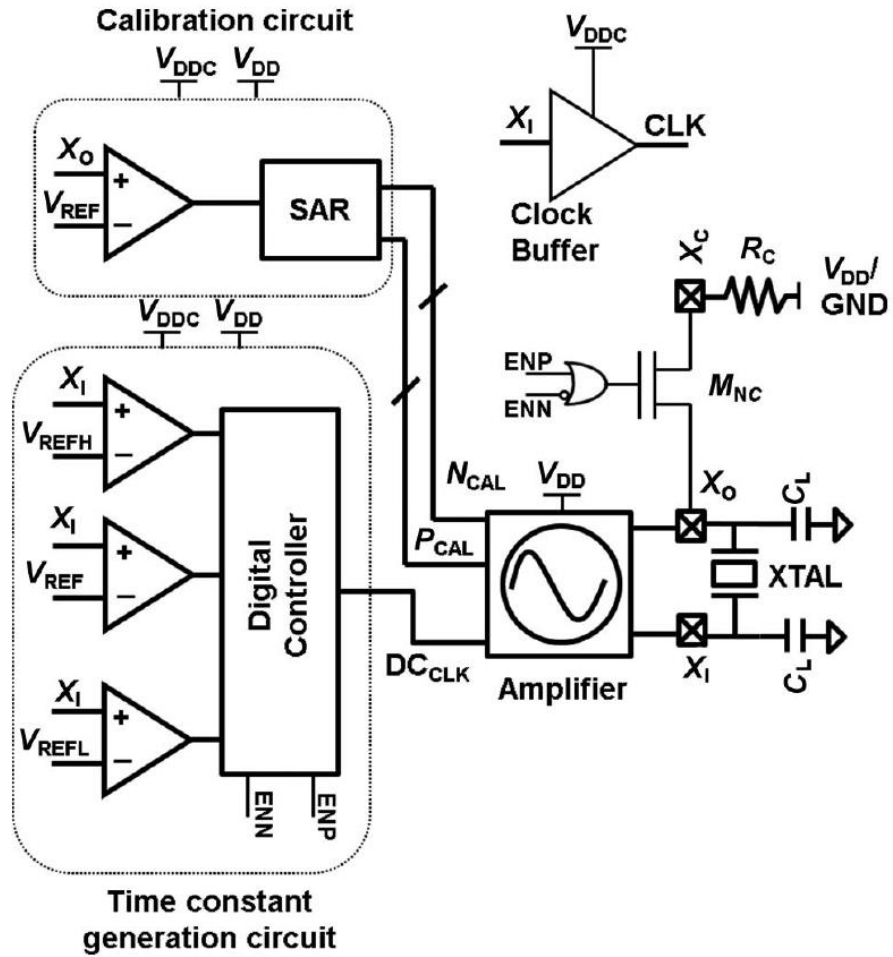 Calibration circuit
VDDC VDD
XO
+
VREF
−
SAR
VDDC
XI
CLK
Clock
Buffer
XC
RC
VDD/
GND
ENP
ENN
MNC
VDDC VDD
XI
+
VREFH
−
XI
+
VREF
−
XI
+
VREFL
−
Digital
Controller
ENN
ENP
NCAL
PCAL
DCCLK
VDD
Amplifier
XO
CL
XTAL
XI
CL
Time constant
generation circuit